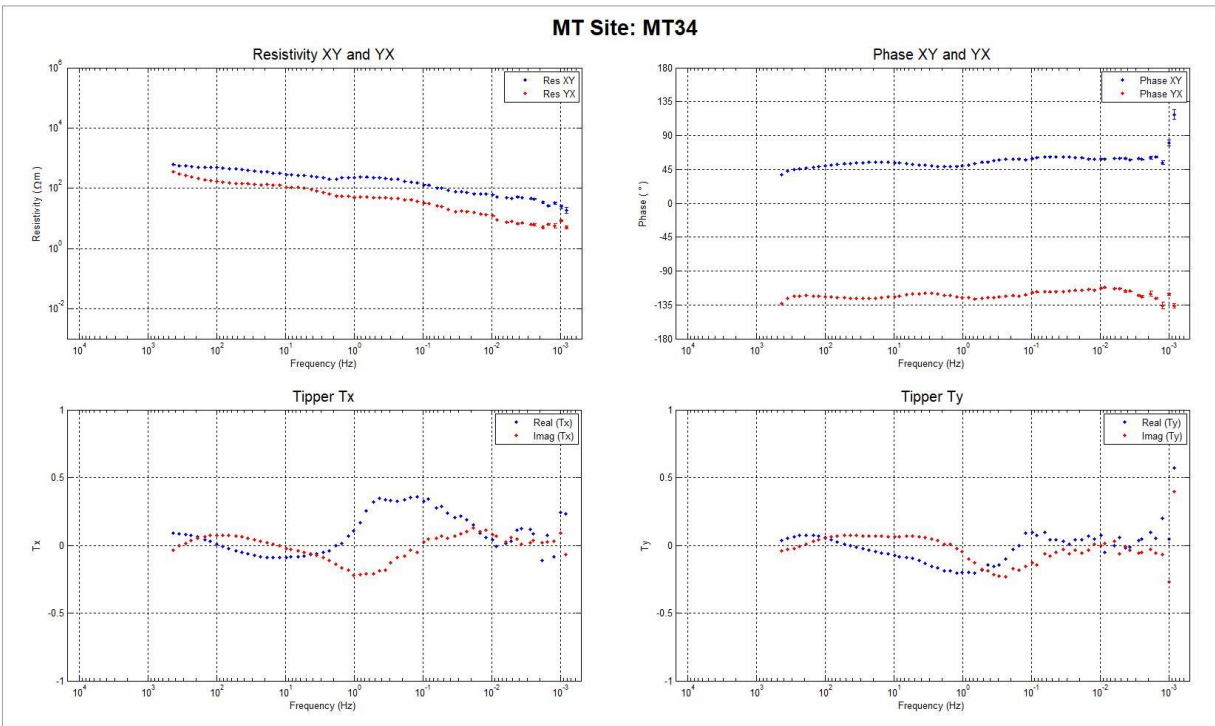 MT Site: MT34
Resistivity XY and YX
Res XY
Res YX
10^6
10^4
10^2
10^0
10^-2
Resistivity (Ωm)
10^4 10^3 10^2 10^1 10^0 10^-1 10^-2 10^-3
Frequency (Hz)
Phase XY and YX
Phase XY
Phase YX
180
135
90
45
0
-45
-90
-135
-180
Phase (°)
10^4 10^3 10^2 10^1 10^0 10^-1 10^-2 10^-3
Frequency (Hz)
Tipper Tx
Real (Tx)
Imag (Tx)
1
0.5
0
-0.5
-1
Tx
10^4 10^3 10^2 10^1 10^0 10^-1 10^-2 10^-3
Frequency (Hz)
Tipper Ty
Real (Ty)
Imag (Ty)
1
0.5
0
-0.5
-1
Ty
10^4 10^3 10^2 10^1 10^0 10^-1 10^-2 10^-3
Frequency (Hz)